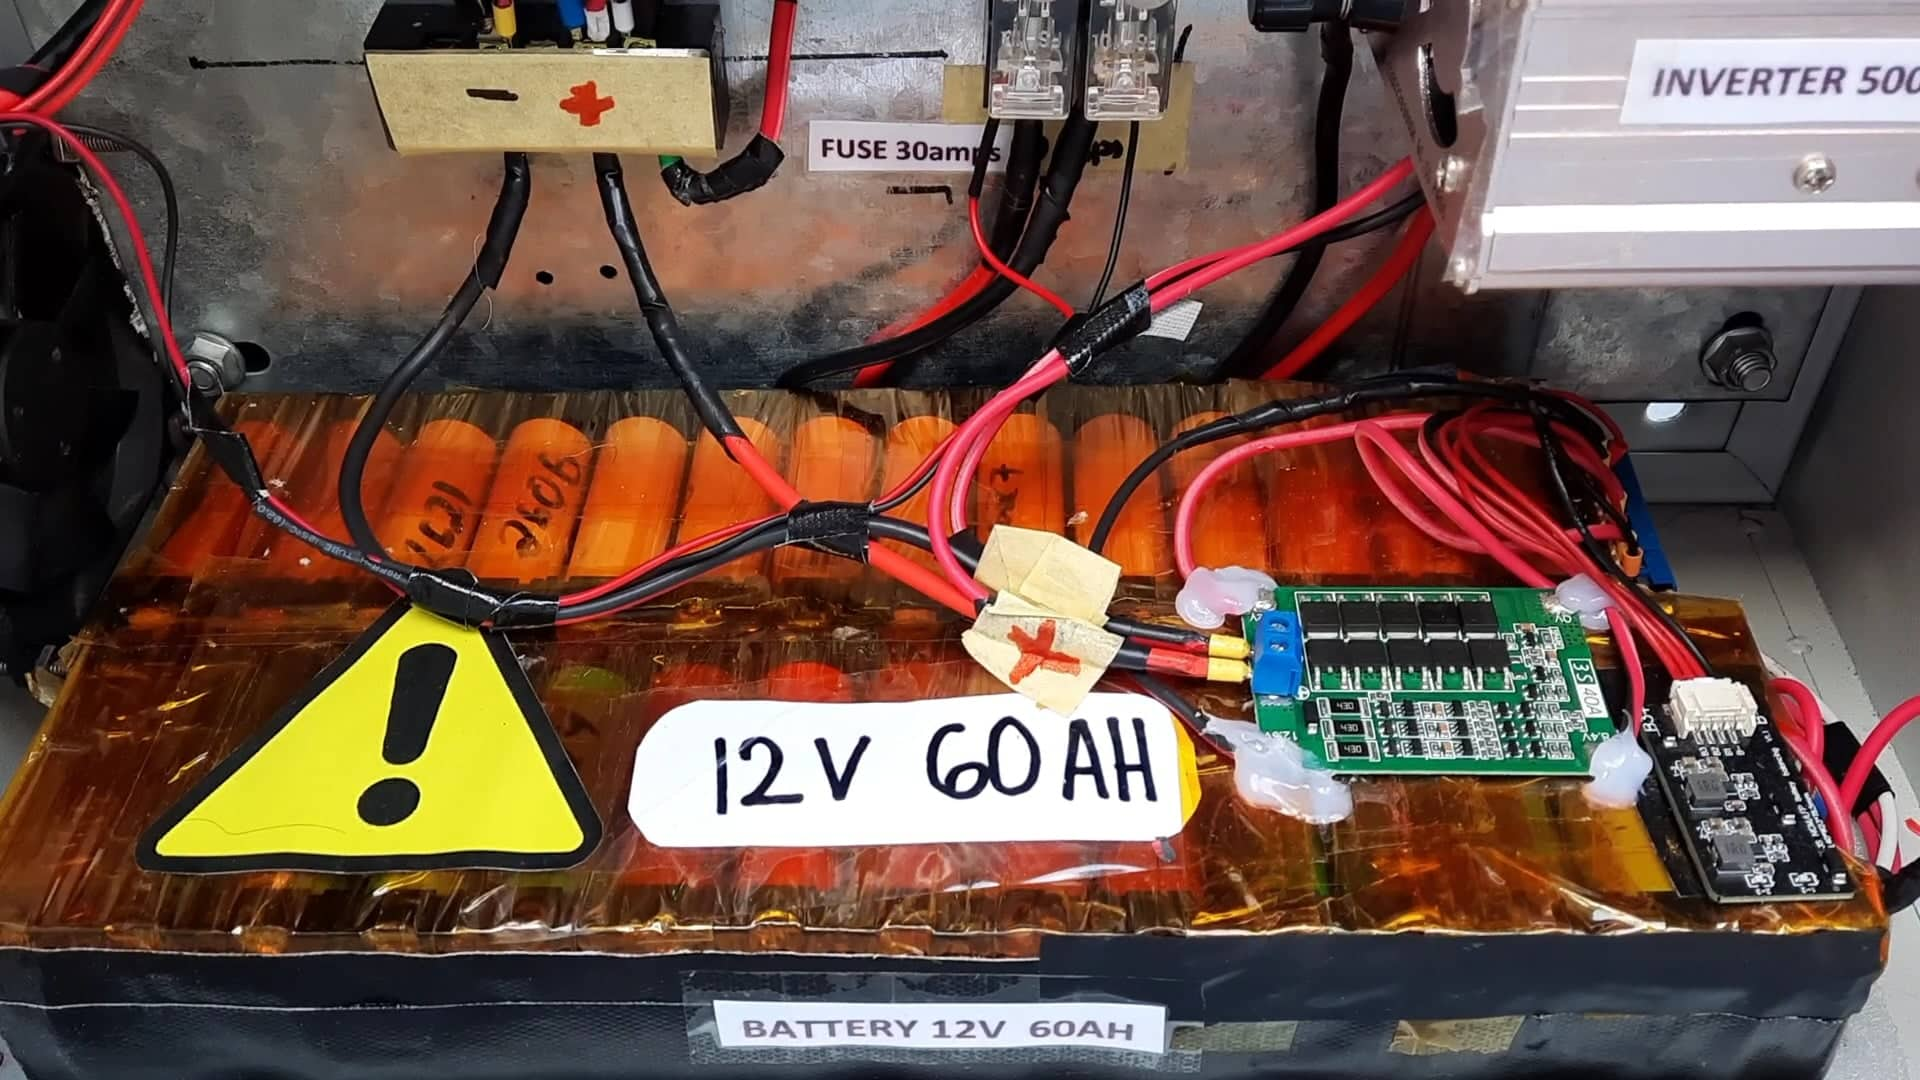 - +
FUSE 30amps
INVERTER 500
12V 60AH
3S 40A
BATTERY 12V 60AH